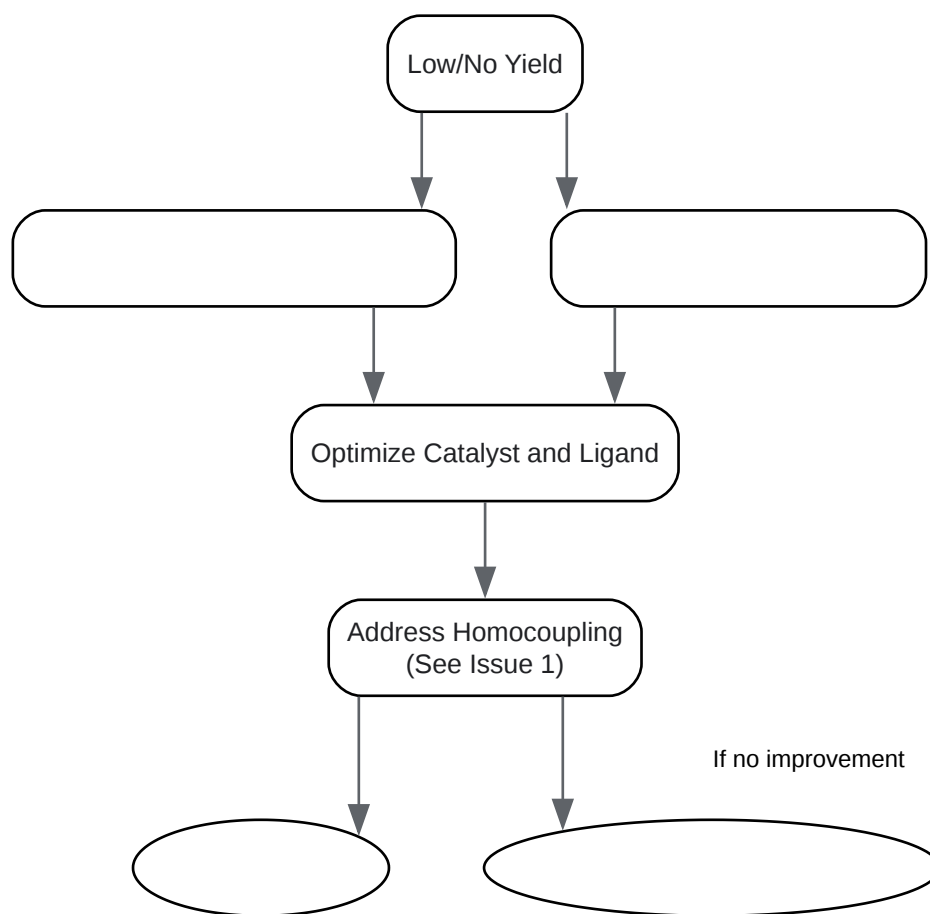 Low/No Yield
Optimize Catalyst and Ligand
Address Homocoupling
(See Issue 1)
If no improvement